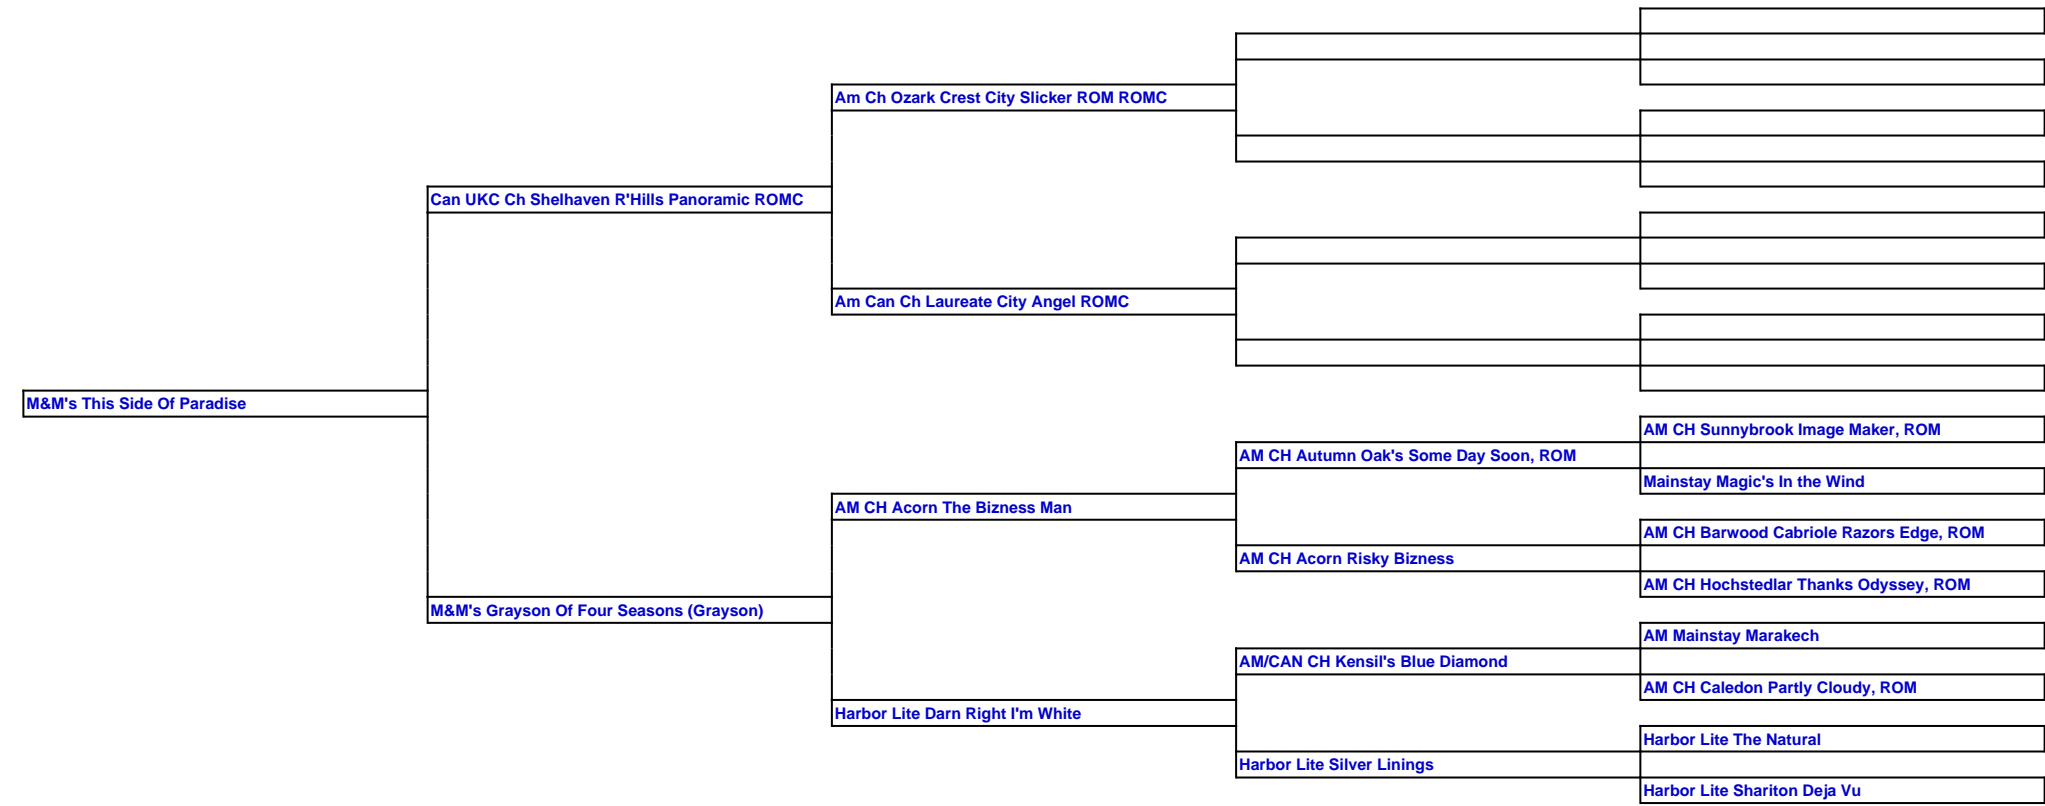 Am Ch Ozark Crest City Slicker ROM ROMC
Can UKC Ch Shelhaven R'Hills Panoramic ROMC
Am Can Ch Laureate City Angel ROMC
M&M's This Side Of Paradise
AM CH Sunnybrook Image Maker, ROM
AM CH Autumn Oak's Some Day Soon, ROM
Mainstay Magic's In the Wind
AM CH Acorn The Bizness Man
AM CH Barwood Cabriole Razors Edge, ROM
AM CH Acorn Risky Bizness
AM CH Hochstedlar Thanks Odyssey, ROM
M&M's Grayson Of Four Seasons (Grayson)
AM Mainstay Marakech
AM/CAN CH Kensil's Blue Diamond
AM CH Caledon Partly Cloudy, ROM
Harbor Lite Darn Right I'm White
Harbor Lite The Natural
Harbor Lite Silver Linings
Harbor Lite Shariton Deja Vu